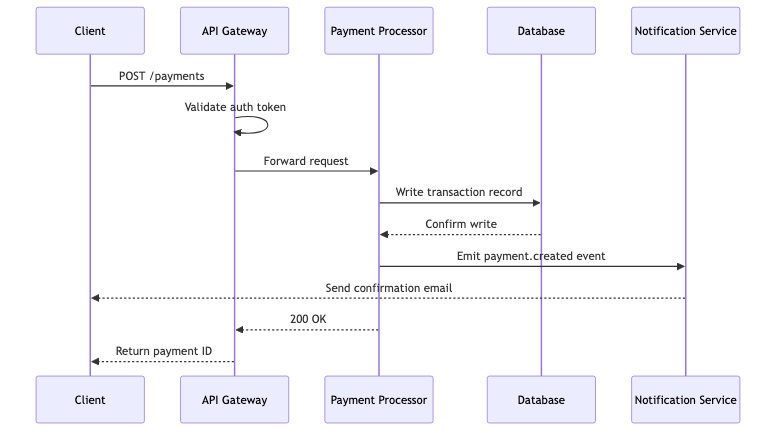 Client
API Gateway
Payment Processor
Database
Notification Service
POST /payments
Validate auth token
Forward request
Write transaction record
Confirm write
Emit payment.created event
Send confirmation email
200 OK
Return payment ID
Client
API Gateway
Payment Processor
Database
Notification Service